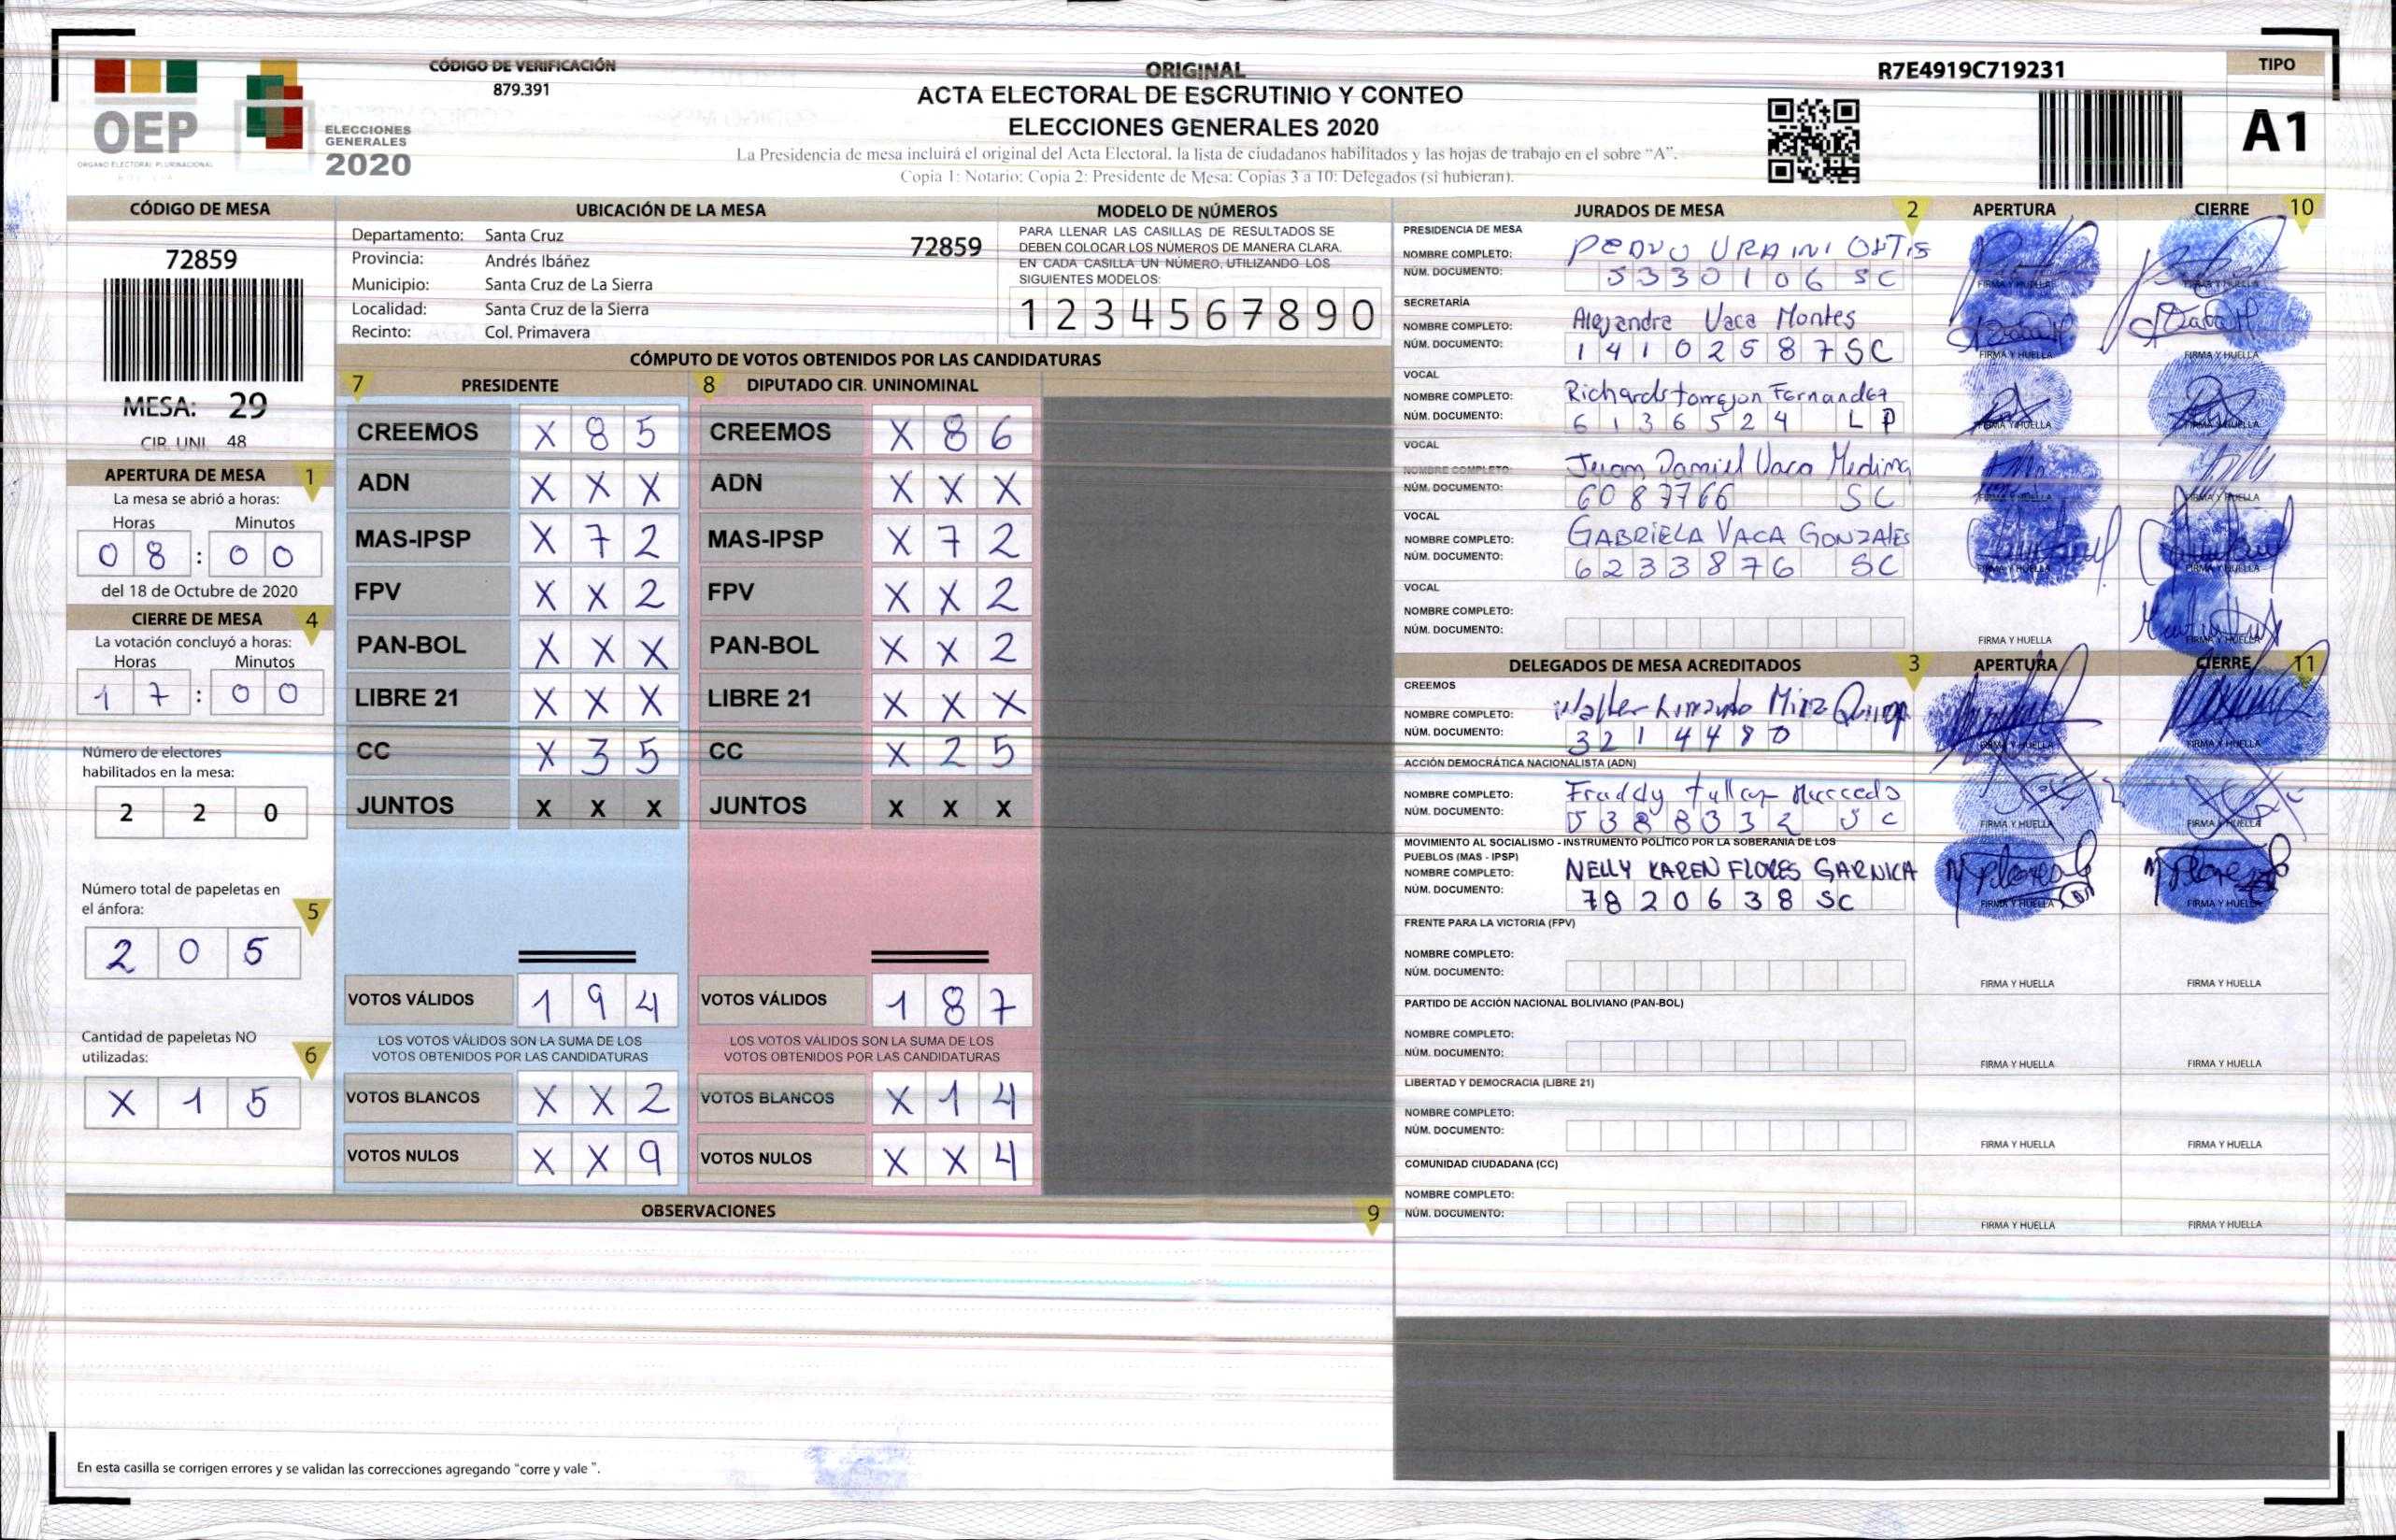 OEP
ÓRGANO ELECTORAL PLURINACIONAL
ELECCIONES
GENERALES
2020
CÓDIGO DE VERIFICACIÓN
879.391
ORIGINAL
ACTA ELECTORAL DE ESCRUTINIO Y CONTEO
ELECCIONES GENERALES 2020
La Presidencia de mesa incluirá el original del Acta Electoral, la lista de ciudadanos habilitados y las hojas de trabajo en el sobre “A”.
Copia 1: Notario; Copia 2: Presidente de Mesa; Copias 3 a 10: Delegados (si hubieran).
R7E4919C719231
TIPO
A1
CÓDIGO DE MESA
72859
MESA: 29
CIR. UNI. 48
APERTURA DE MESA 1
La mesa se abrió a horas:
Horas Minutos
0 8 : 0 0
del 18 de Octubre de 2020
CIERRE DE MESA 4
La votación concluyó a horas:
Horas Minutos
1 7 : 0 0
Número de electores
habilitados en la mesa:
2 2 0
Número total de papeletas en
el ánfora: 5
2 0 5
Cantidad de papeletas NO
utilizadas: 6
X 1 5
UBICACIÓN DE LA MESA
Departamento: Santa Cruz
72859
Provincia: Andrés Ibáñez
Municipio: Santa Cruz de La Sierra
Localidad: Santa Cruz de la Sierra
Recinto: Col. Primavera
MODELO DE NÚMEROS
PARA LLENAR LAS CASILLAS DE RESULTADOS SE
DEBEN COLOCAR LOS NÚMEROS DE MANERA CLARA.
EN CADA CASILLA UN NÚMERO, UTILIZANDO LOS
SIGUIENTES MODELOS:
1 2 3 4 5 6 7 8 9 0
CÓMPUTO DE VOTOS OBTENIDOS POR LAS CANDIDATURAS
7 PRESIDENTE
8 DIPUTADO CIR. UNINOMINAL
CREEMOS X 8 5 CREEMOS X 8 6
ADN X X X ADN X X X
MAS-IPSP X 7 2 MAS-IPSP X 7 2
FPV X X 2 FPV X X 2
PAN-BOL X X X PAN-BOL X X 2
LIBRE 21 X X X LIBRE 21 X X X
CC X 3 5 CC X 2 5
JUNTOS X X X JUNTOS X X X
VOTOS VÁLIDOS 1 9 4 VOTOS VÁLIDOS 1 8 7
LOS VOTOS VÁLIDOS SON LA SUMA DE LOS
VOTOS OBTENIDOS POR LAS CANDIDATURAS
LOS VOTOS VÁLIDOS SON LA SUMA DE LOS
VOTOS OBTENIDOS POR LAS CANDIDATURAS
VOTOS BLANCOS X X 2 VOTOS BLANCOS X 1 4
VOTOS NULOS X X 9 VOTOS NULOS X X 4
OBSERVACIONES 9
En esta casilla se corrigen errores y se validan las correcciones agregando “corre y vale ”.
JURADOS DE MESA 2 APERTURA CIERRE 10
PRESIDENCIA DE MESA
NOMBRE COMPLETO: PEDRO URAINI
NÚM. DOCUMENTO: 5330106 SC
FIRMA Y HUELLA FIRMA Y HUELLA
SECRETARÍA
NOMBRE COMPLETO: Alejandra Vaca Montes
NÚM. DOCUMENTO: 14102587 SC
FIRMA Y HUELLA FIRMA Y HUELLA
VOCAL
NOMBRE COMPLETO: Richards Torrejon Fernandez
NÚM. DOCUMENTO: 6136524 LP
FIRMA Y HUELLA FIRMA Y HUELLA
VOCAL
NOMBRE COMPLETO: Juan Daniel Vaca Medina
NÚM. DOCUMENTO: 6087766 SC
FIRMA Y HUELLA FIRMA Y HUELLA
VOCAL
NOMBRE COMPLETO: GABRIELA VACA GONZALES
NÚM. DOCUMENTO: 6233876 SC
FIRMA Y HUELLA FIRMA Y HUELLA
VOCAL
NOMBRE COMPLETO:
NÚM. DOCUMENTO:
FIRMA Y HUELLA FIRMA Y HUELLA
DELEGADOS DE MESA ACREDITADOS 3 APERTURA CIERRE 11
CREEMOS
NOMBRE COMPLETO: Walter
NÚM. DOCUMENTO: 3214480
FIRMA Y HUELLA FIRMA Y HUELLA
ACCIÓN DEMOCRÁTICA NACIONALISTA (ADN)
NOMBRE COMPLETO: Freddy
NÚM. DOCUMENTO: 5388332 SC
FIRMA Y HUELLA FIRMA Y HUELLA
MOVIMIENTO AL SOCIALISMO - INSTRUMENTO POLÍTICO POR LA SOBERANIA DE LOS
PUEBLOS (MAS - IPSP)
NOMBRE COMPLETO: NELLY KAREN FLORES GARNICA
NÚM. DOCUMENTO: 7820638 SC
FIRMA Y HUELLA FIRMA Y HUELLA
FRENTE PARA LA VICTORIA (FPV)
NOMBRE COMPLETO:
NÚM. DOCUMENTO:
FIRMA Y HUELLA FIRMA Y HUELLA
PARTIDO DE ACCIÓN NACIONAL BOLIVIANO (PAN-BOL)
NOMBRE COMPLETO:
NÚM. DOCUMENTO:
FIRMA Y HUELLA FIRMA Y HUELLA
LIBERTAD Y DEMOCRACIA (LIBRE 21)
NOMBRE COMPLETO:
NÚM. DOCUMENTO:
FIRMA Y HUELLA FIRMA Y HUELLA
COMUNIDAD CIUDADANA (CC)
NOMBRE COMPLETO:
NÚM. DOCUMENTO:
FIRMA Y HUELLA FIRMA Y HUELLA